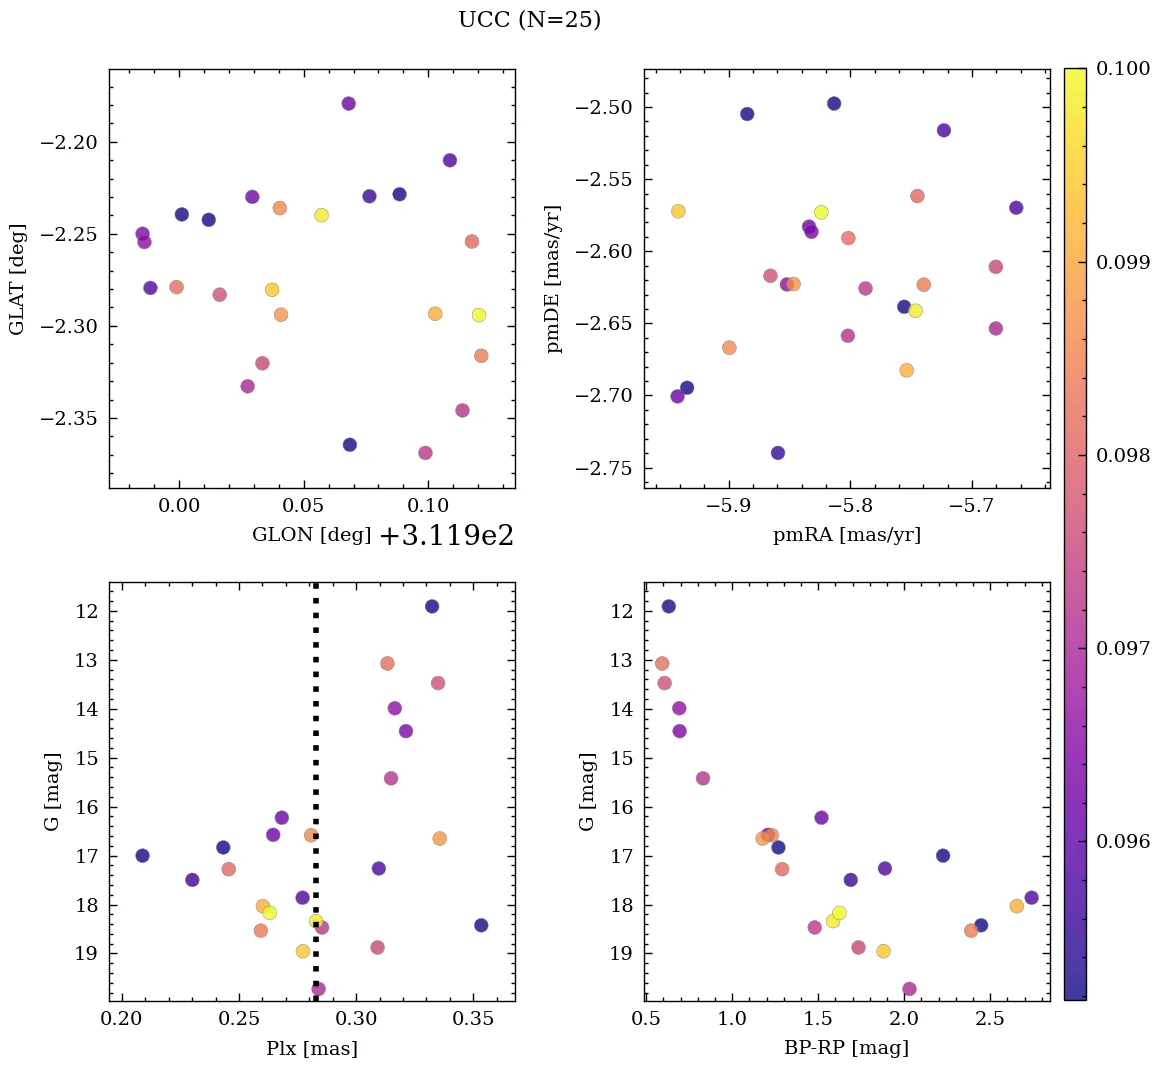 UCC (N=25)
−2.20
−2.25
−2.30
−2.35
GLAT [deg]
0.00 0.05 0.10
GLON [deg] +3.119e2
−2.50
−2.55
−2.60
−2.65
−2.70
−2.75
pmDE [mas/yr]
−5.9 −5.8 −5.7
pmRA [mas/yr]
0.100
0.099
0.098
0.097
0.096
12
13
14
15
16
17
18
19
G [mag]
0.20 0.25 0.30 0.35
Plx [mas]
12
13
14
15
16
17
18
19
G [mag]
0.5 1.0 1.5 2.0 2.5
BP-RP [mag]